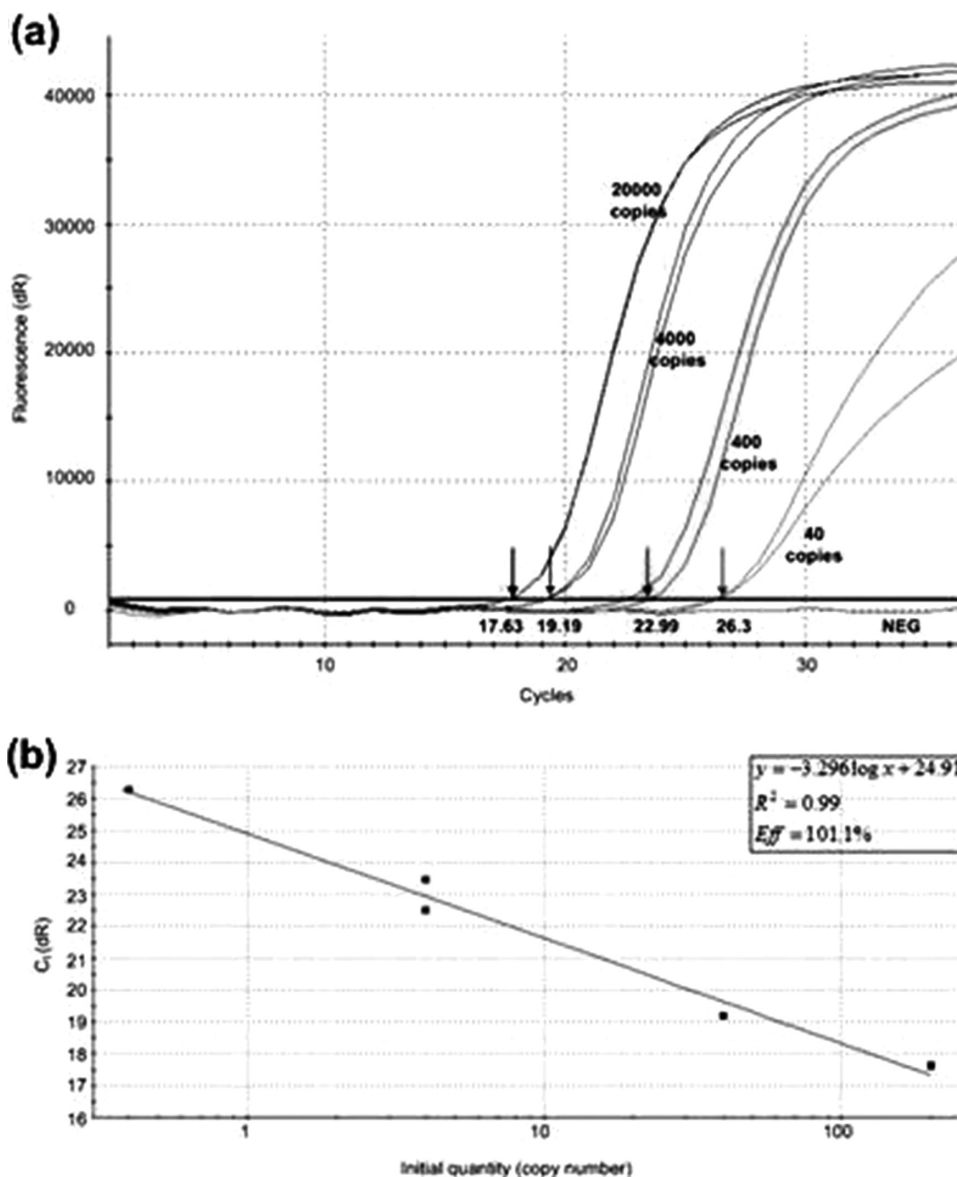 (a)
40000
30000
20000
10000
0
Fluorescence (dR)
20000
copies
4000
copies
400
copies
40
copies
17.63 19.19 22.99 26.3 NEG
10 20 30
Cycles
(b)
27
26
25
24
23
22
21
20
19
18
17
16
Cₜ(dR)
y = −3.296log x + 24.91
R² = 0.99
Eff = 101.1%
1 10 100
Initial quantity (copy number)